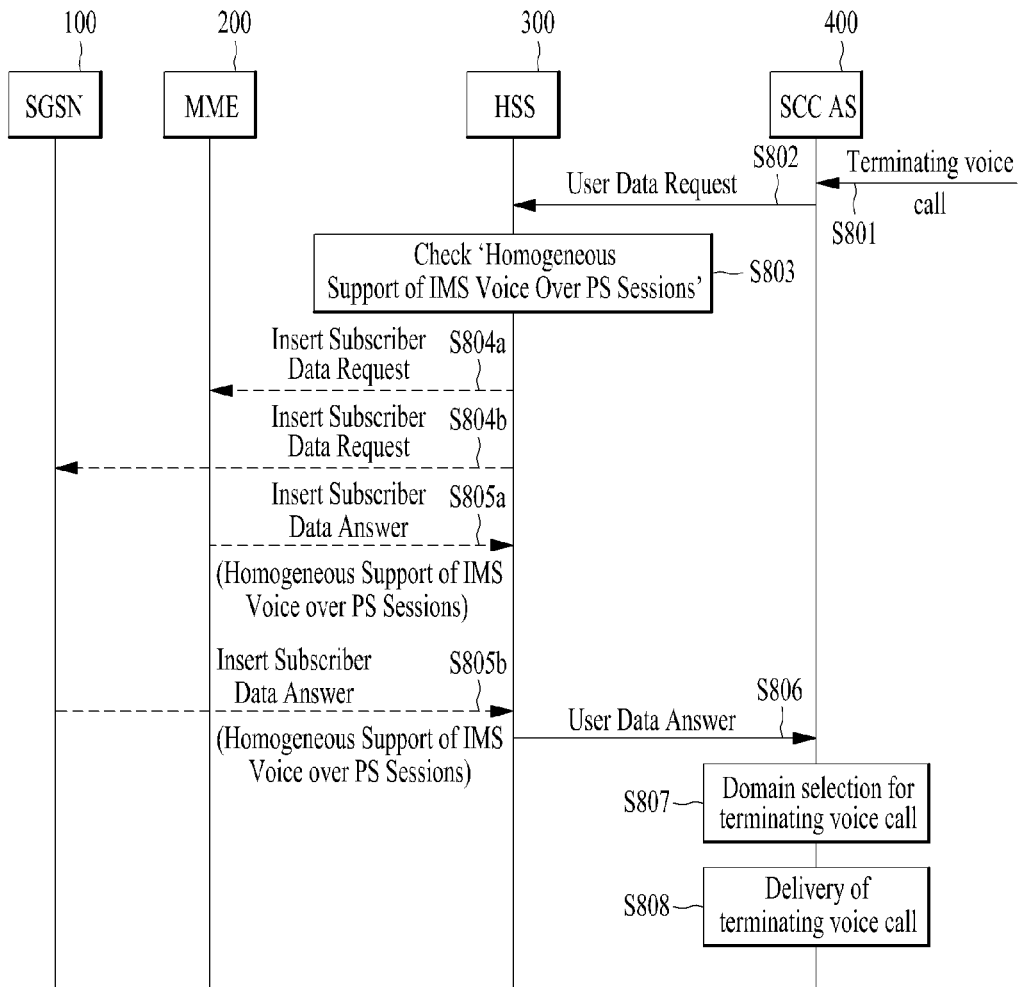 100
200
300
400
SGSN
MME
HSS
SCC AS
S802
Terminating voice
User Data Request
call
S801
Check ‘Homogeneous
Support of IMS Voice Over PS Sessions’
S803
Insert Subscriber
S804a
Data Request
Insert Subscriber
S804b
Data Request
Insert Subscriber
S805a
Data Answer
(Homogeneous Support of IMS
Voice over PS Sessions)
Insert Subscriber
S805b
Data Answer
S806
User Data Answer
(Homogeneous Support of IMS
Voice over PS Sessions)
S807
Domain selection for
terminating voice call
S808
Delivery of
terminating voice call